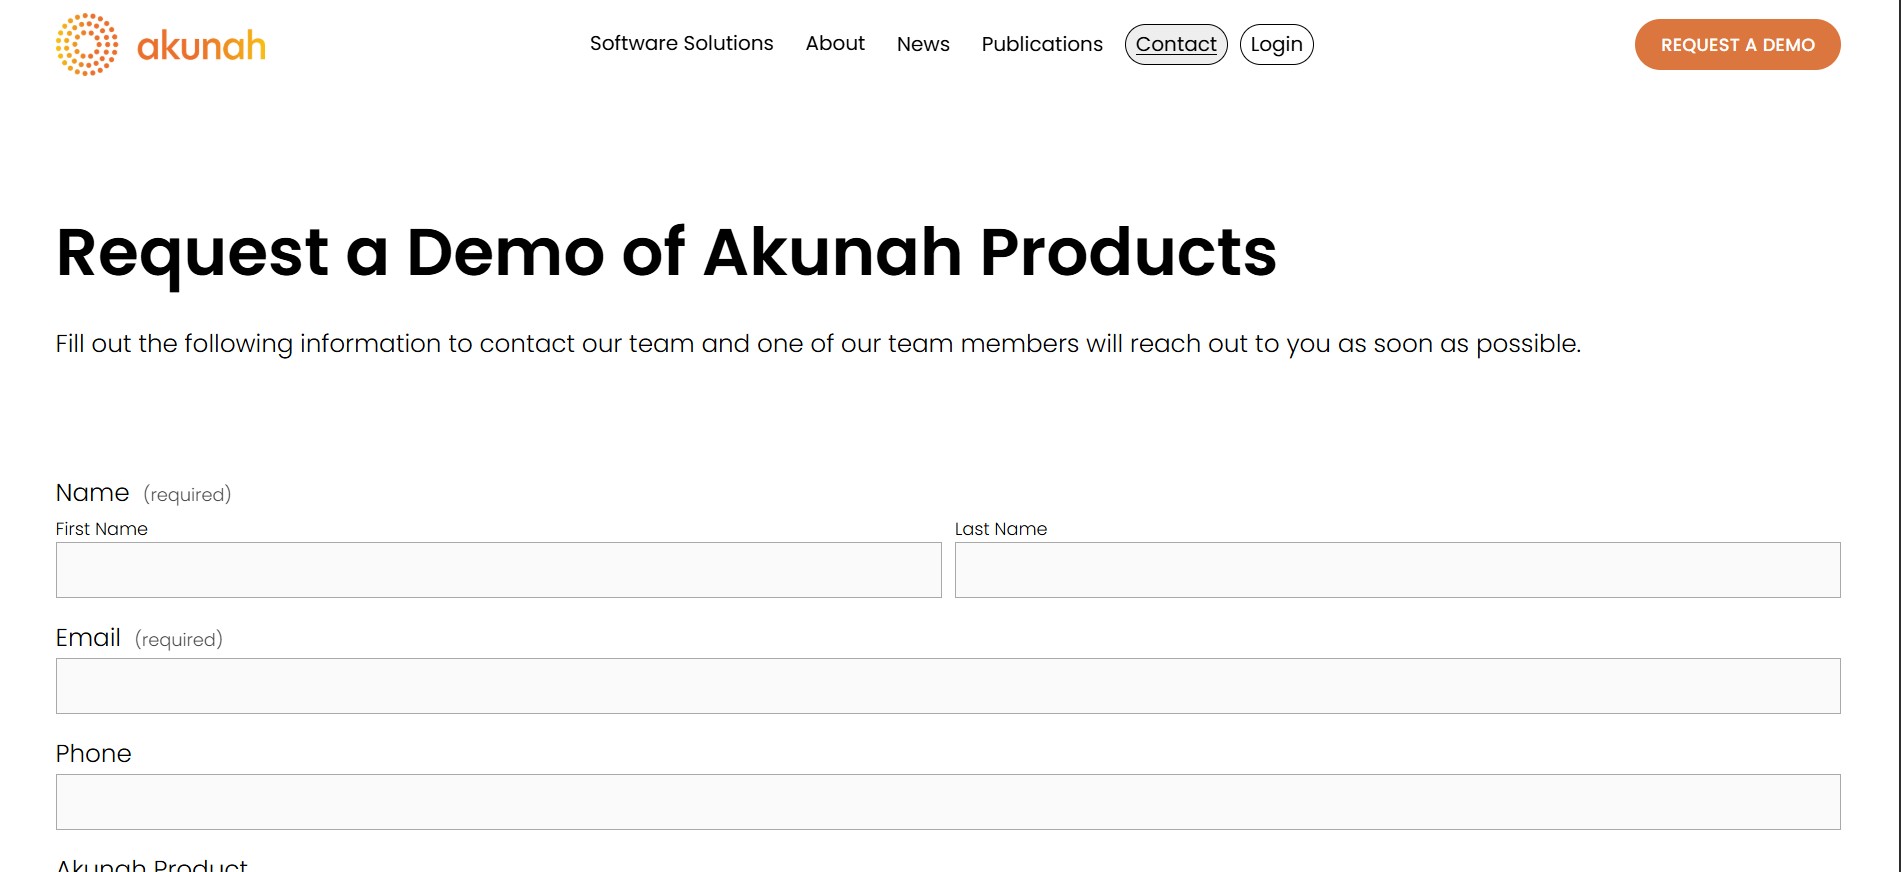 akunah
Software Solutions About News Publications Contact Login
REQUEST A DEMO
Request a Demo of Akunah Products
Fill out the following information to contact our team and one of our team members will reach out to you as soon as possible.
Name (required)
First Name Last Name
Email (required)
Phone
Akunah Product